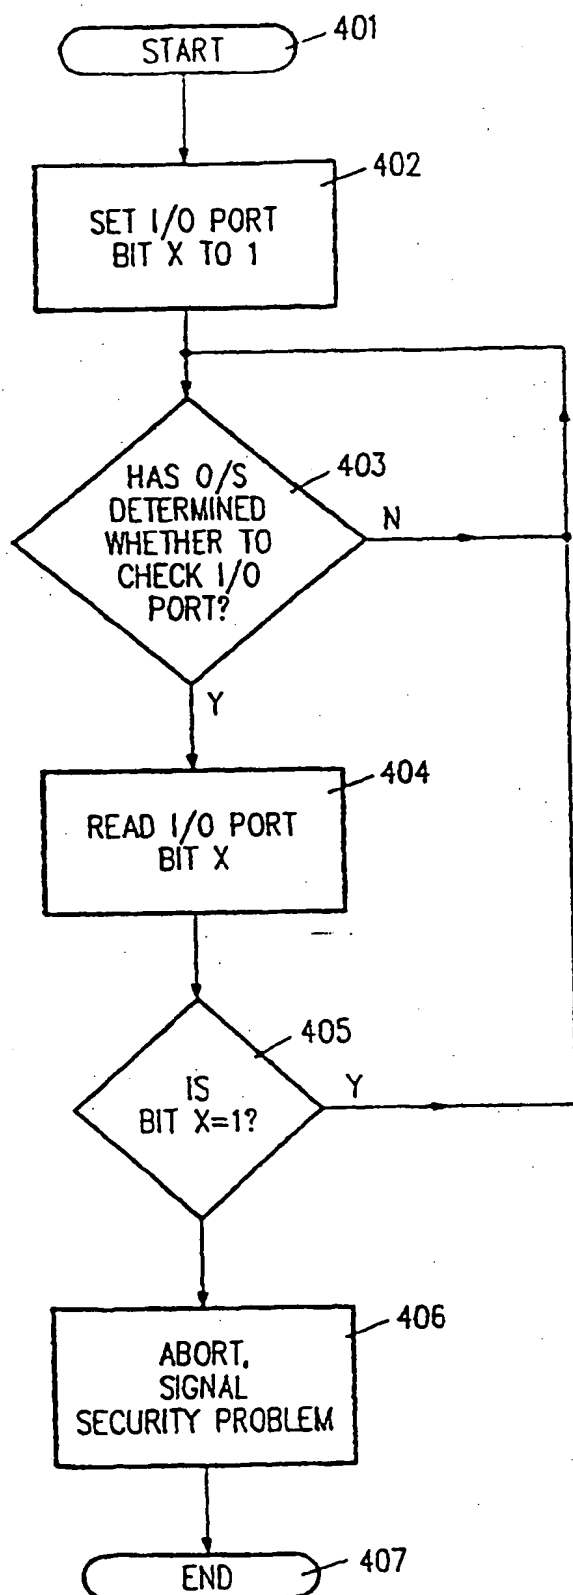 START
401
402
SET I/O PORT
BIT X TO 1
403
HAS O/S
DETERMINED
WHETHER TO
CHECK I/O
PORT?
N
Y
404
READ I/O PORT
BIT X
405
IS
BIT X=1?
Y
406
ABORT,
SIGNAL
SECURITY PROBLEM
END
407